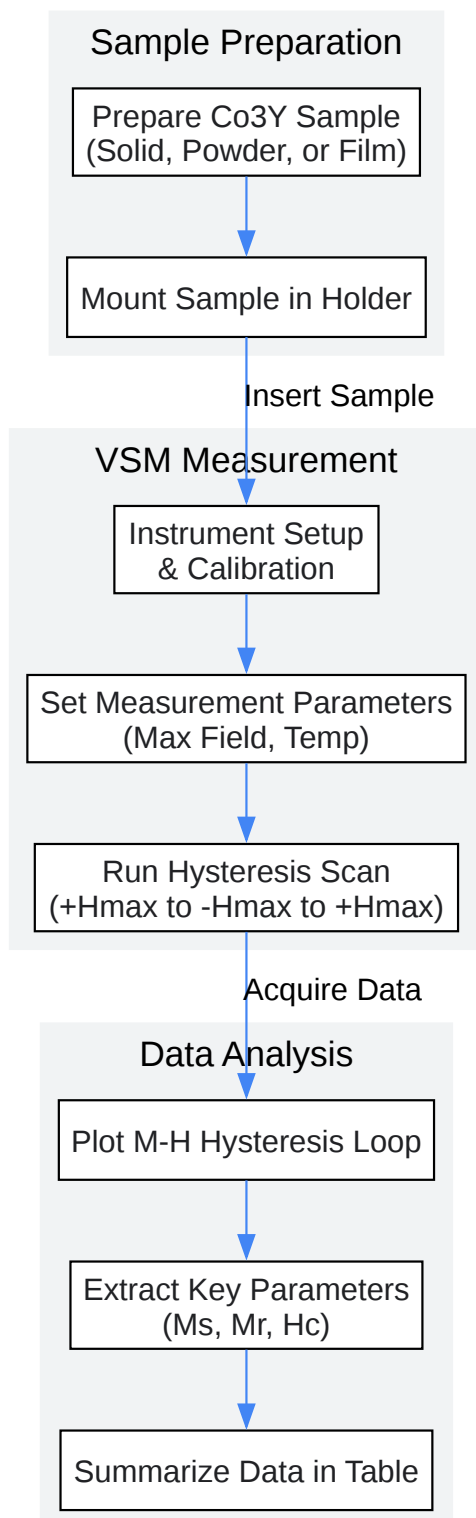 Sample Preparation
Prepare Co3Y Sample
(Solid, Powder, or Film)
Mount Sample in Holder
Insert Sample
VSM Measurement
Instrument Setup
& Calibration
Set Measurement Parameters
(Max Field, Temp)
Run Hysteresis Scan
(+Hmax to -Hmax to +Hmax)
Acquire Data
Data Analysis
Plot M-H Hysteresis Loop
Extract Key Parameters
(Ms, Mr, Hc)
Summarize Data in Table